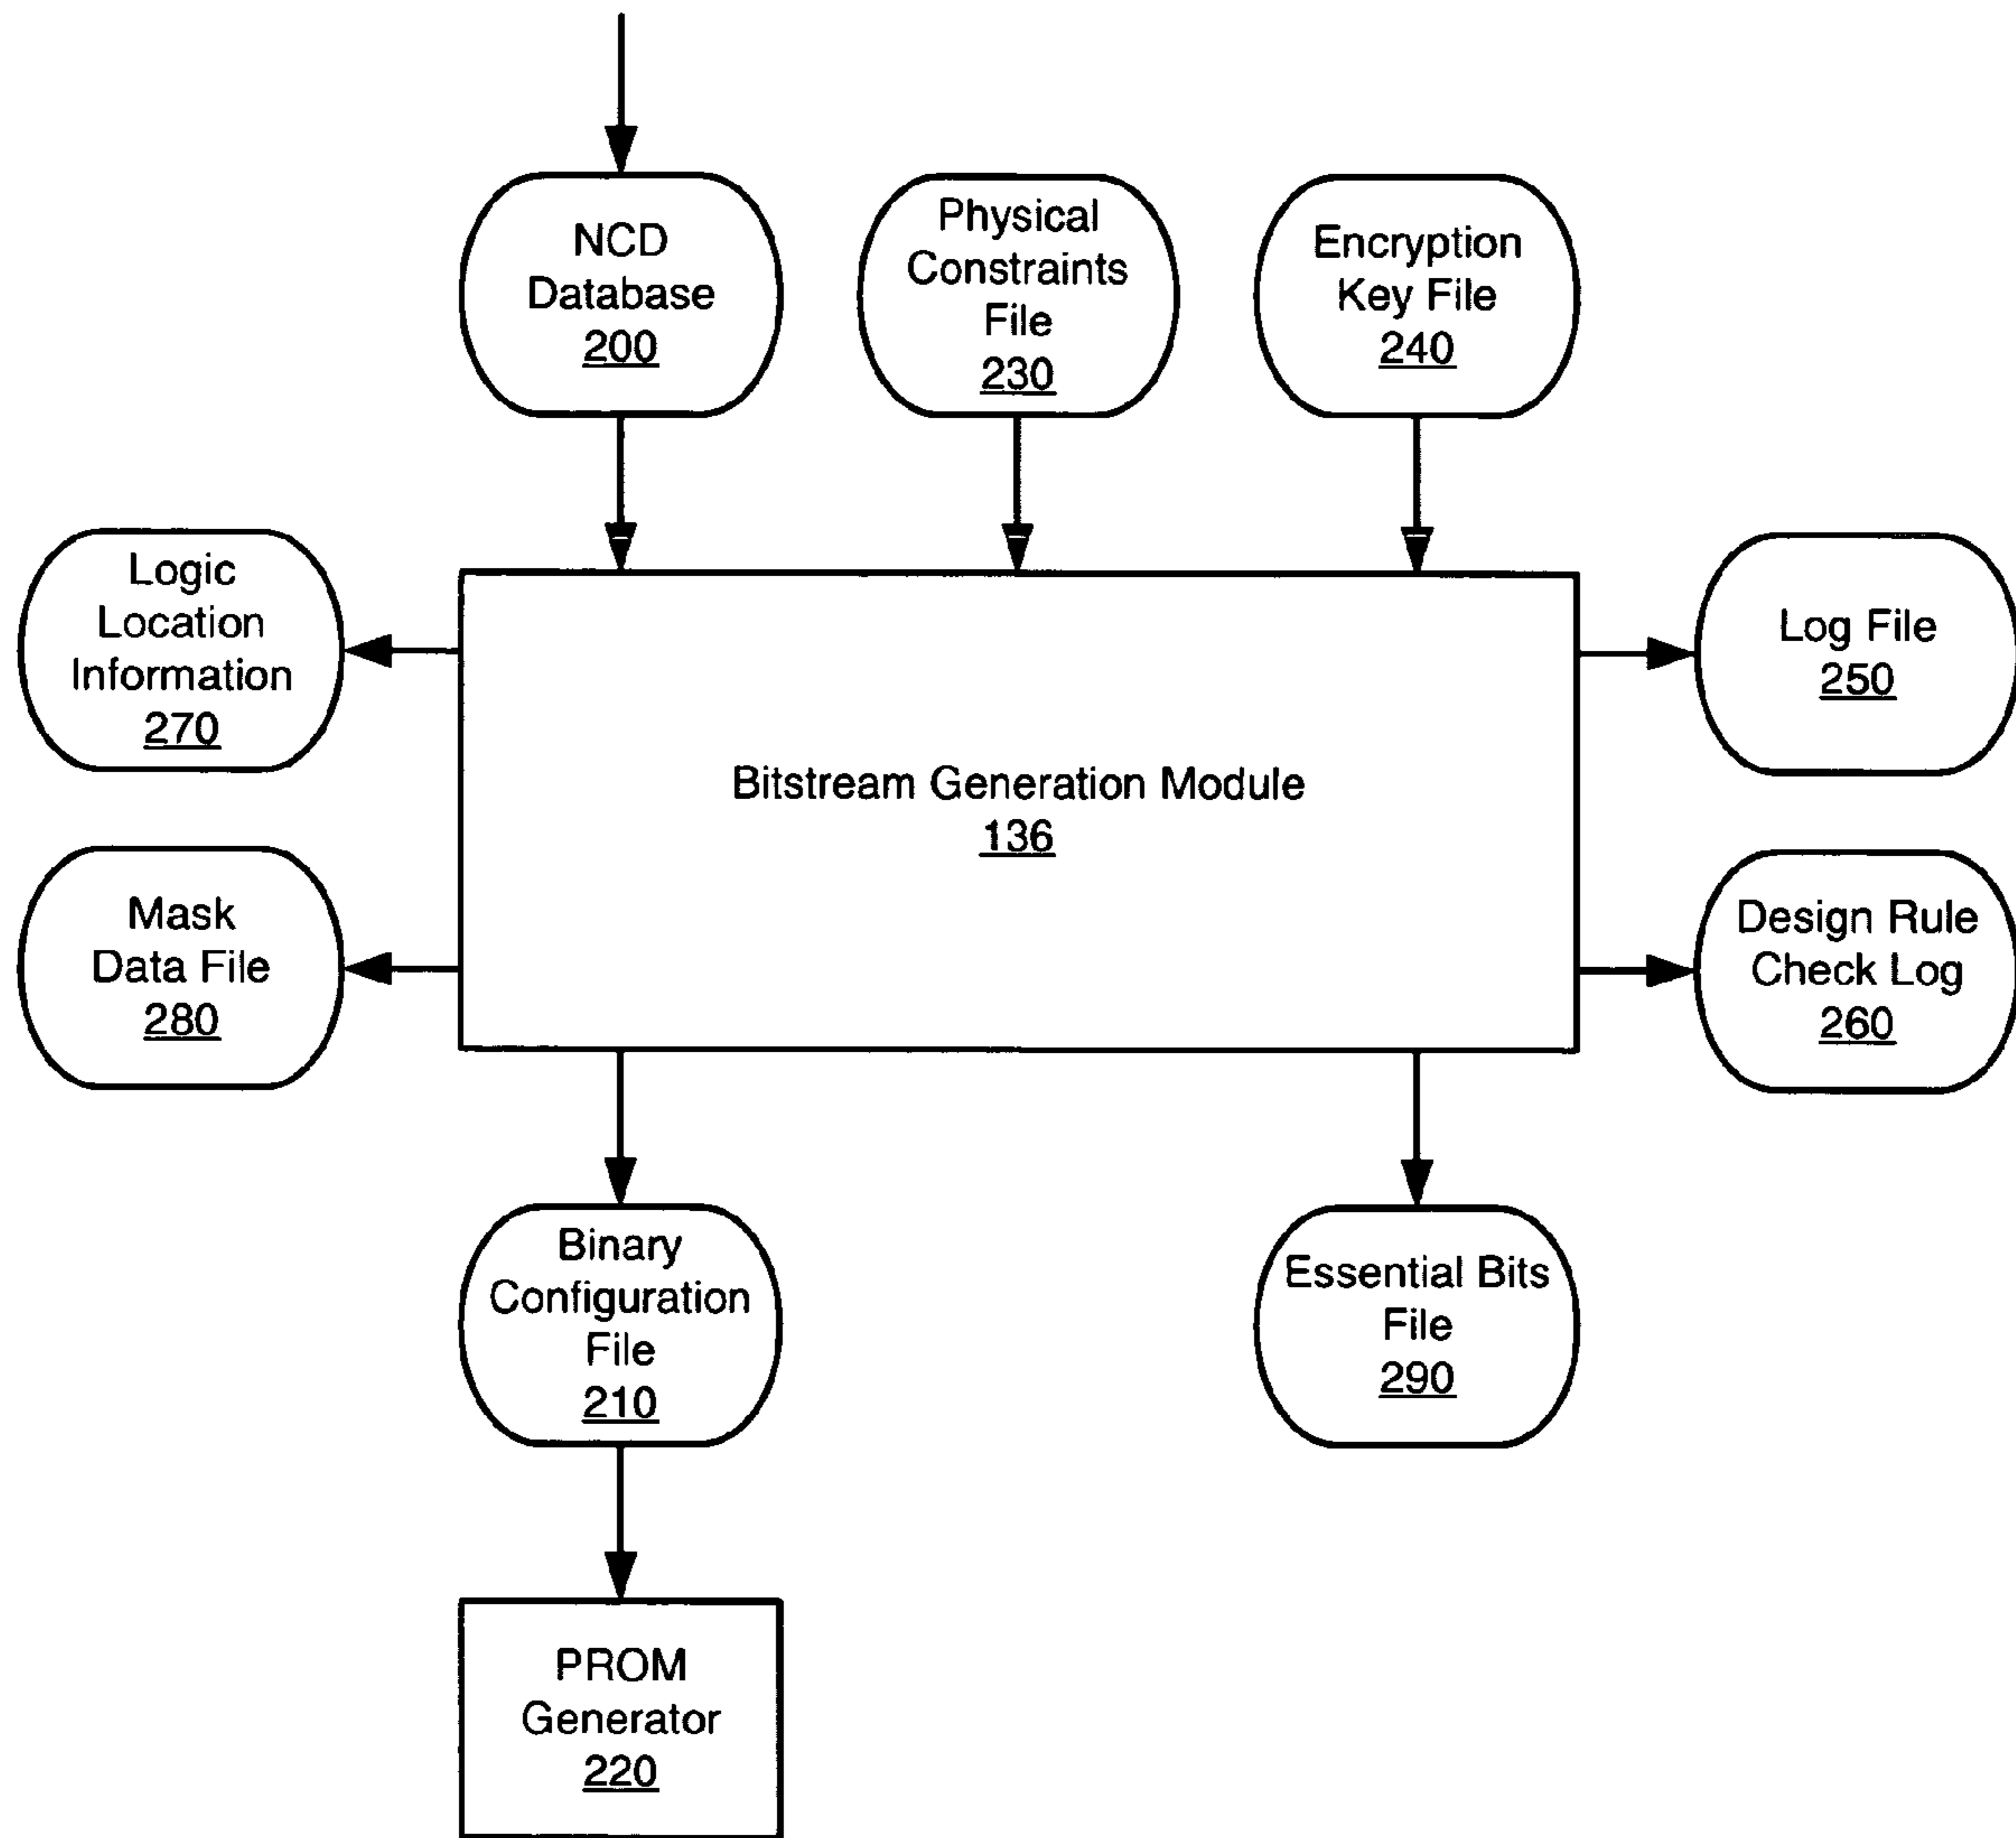 NCD
Database
200
Physical
Constraints
File
230
Encryption
Key File
240
Logic
Location
Information
270
Log File
250
Bitstream Generation Module
136
Mask
Data File
280
Design Rule
Check Log
260
Binary
Configuration
File
210
Essential Bits
File
290
PROM
Generator
220